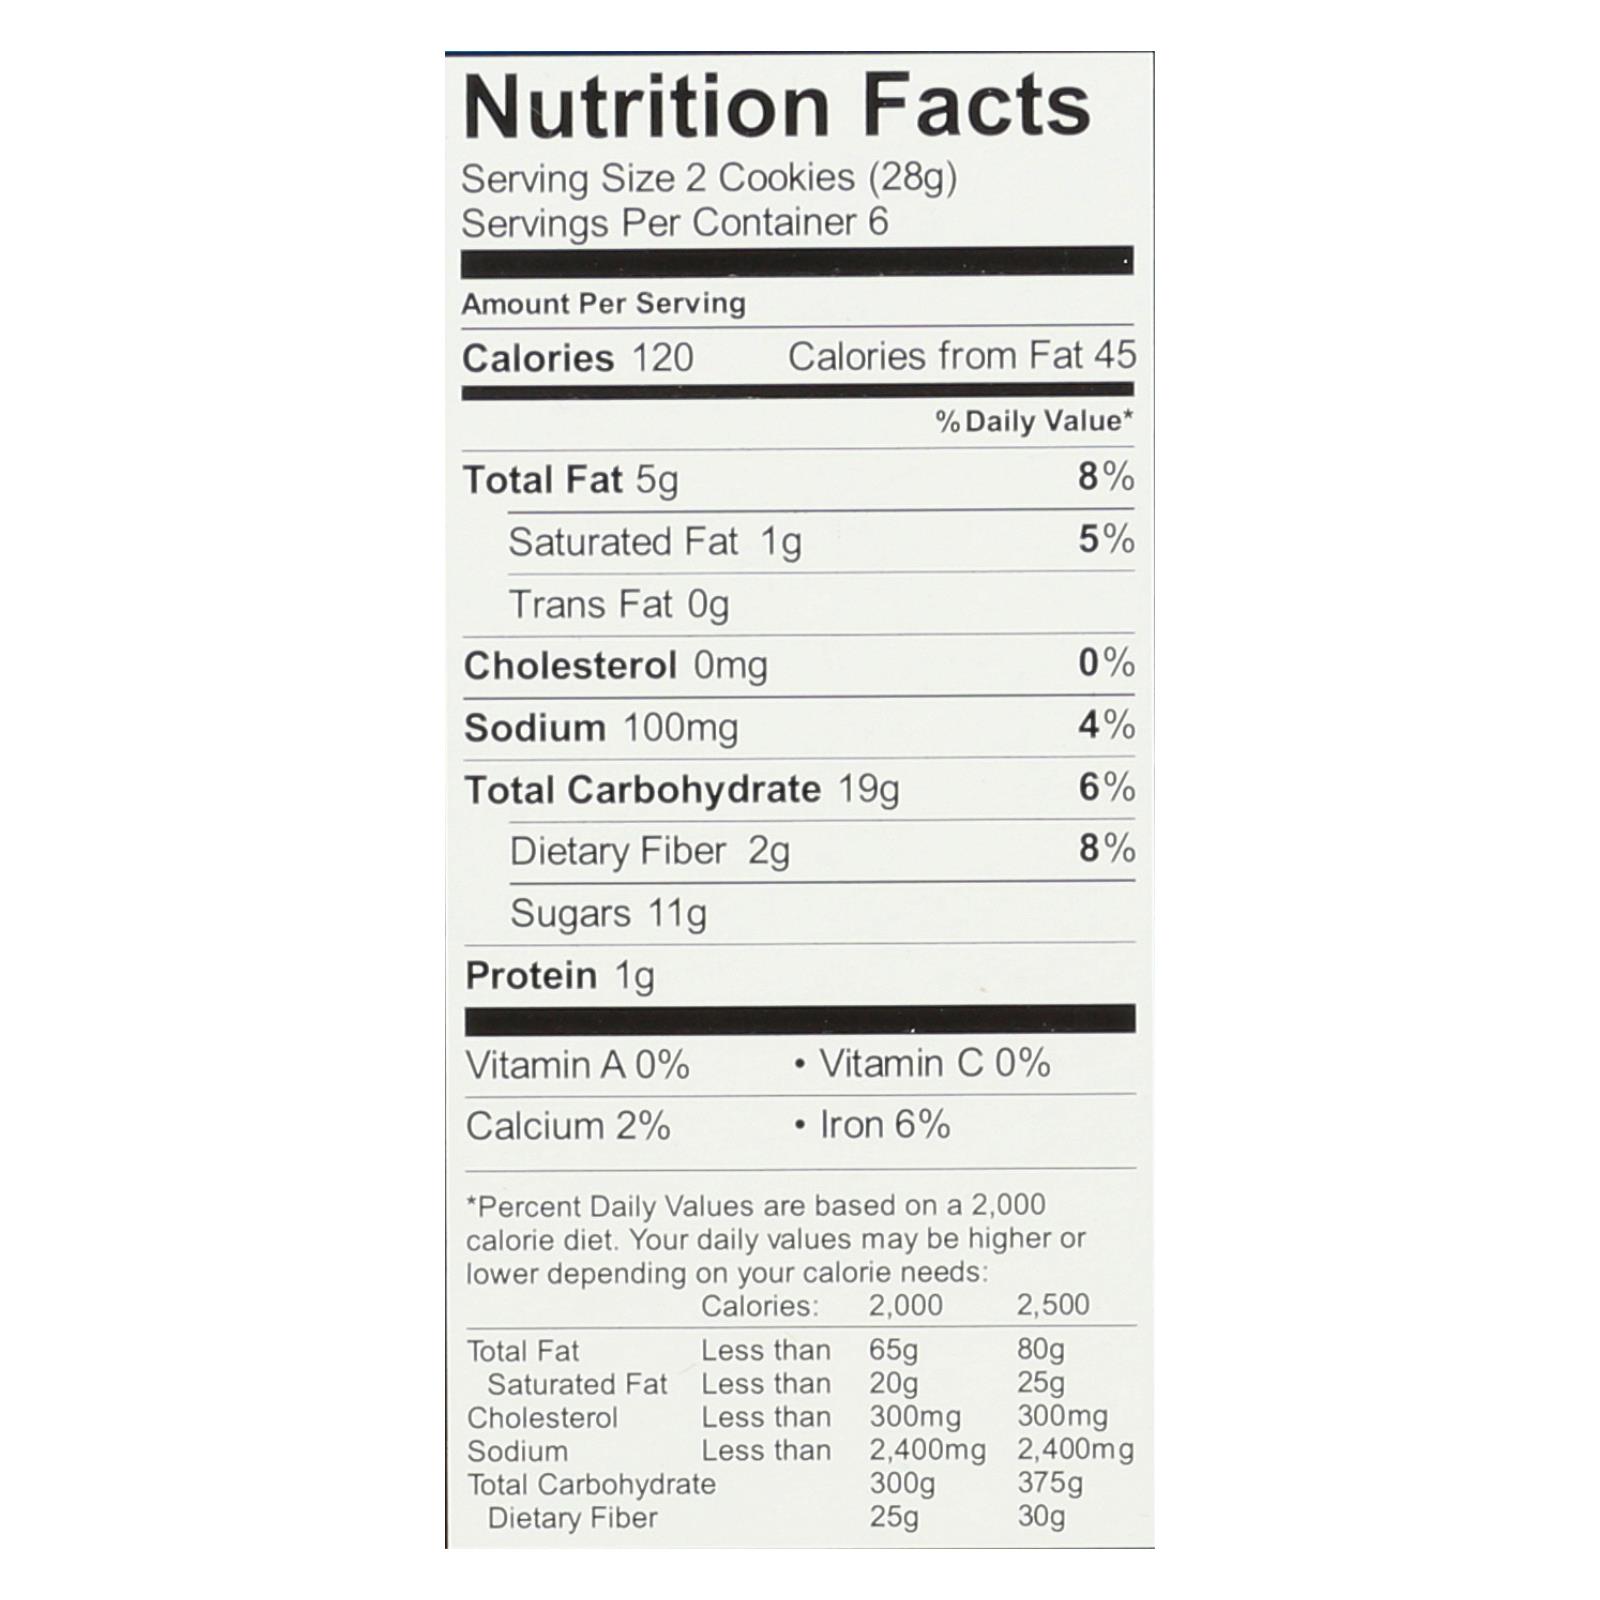 Nutrition Facts
Serving Size 2 Cookies (28g)
Servings Per Container 6
Amount Per Serving
Calories 120 Calories from Fat 45
% Daily Value*
Total Fat 5g 8%
Saturated Fat 1g 5%
Trans Fat 0g
Cholesterol 0mg 0%
Sodium 100mg 4%
Total Carbohydrate 19g 6%
Dietary Fiber 2g 8%
Sugars 11g
Protein 1g
Vitamin A 0% • Vitamin C 0%
Calcium 2% • Iron 6%
*Percent Daily Values are based on a 2,000
calorie diet. Your daily values may be higher or
lower depending on your calorie needs:
Calories: 2,000 2,500
Total Fat Less than 65g 80g
Saturated Fat Less than 20g 25g
Cholesterol Less than 300mg 300mg
Sodium Less than 2,400mg 2,400mg
Total Carbohydrate 300g 375g
Dietary Fiber 25g 30g